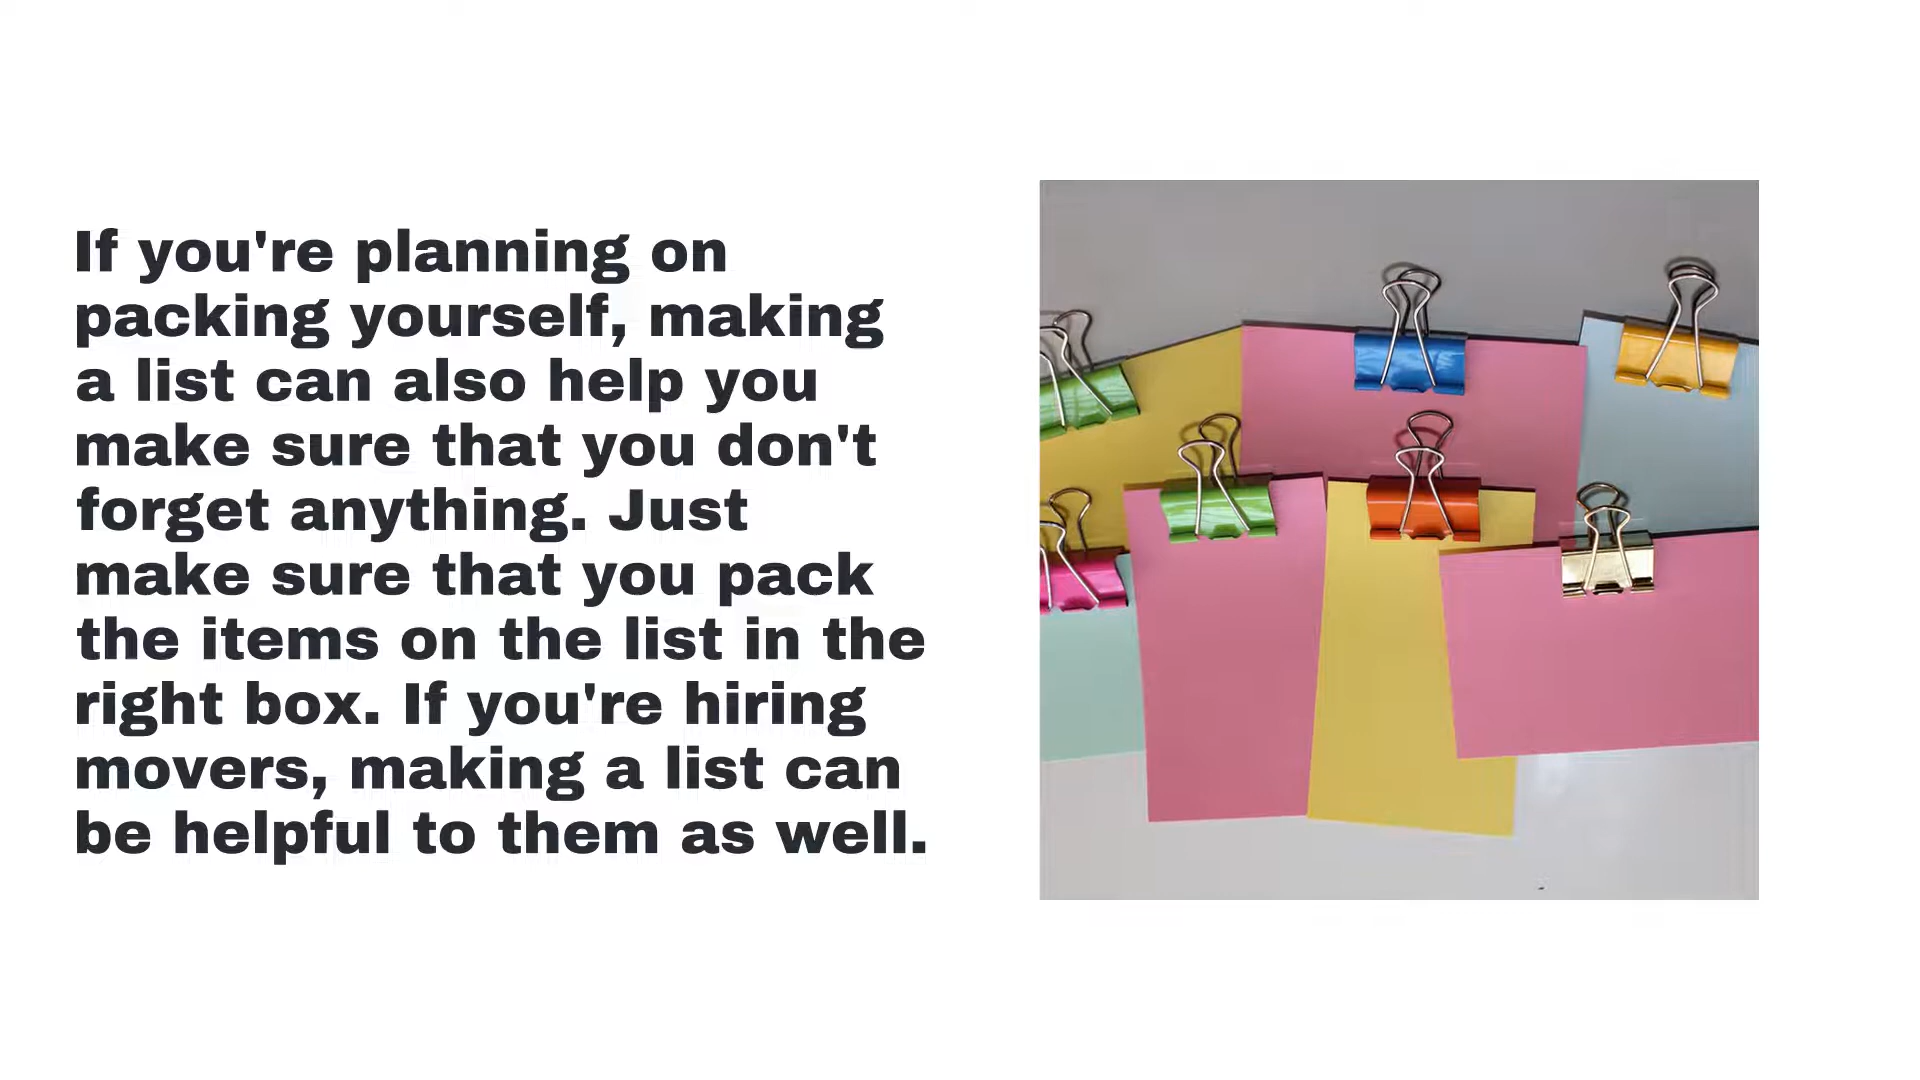 If you're planning on
packing yourself, making
a list can also help you
make sure that you don't
forget anything. Just
make sure that you pack
the items on the list in the
right box. If you're hiring
movers, making a list can
be helpful to them as well.